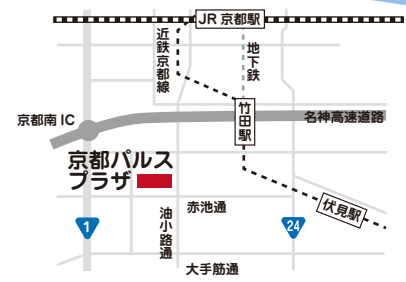 JR 京都駅
近鉄京都線
地下鉄
竹田駅
京都南 IC
名神高速道路
京都パルス
プラザ
赤池通
伏見駅
1
油小路通
24
大手筋通